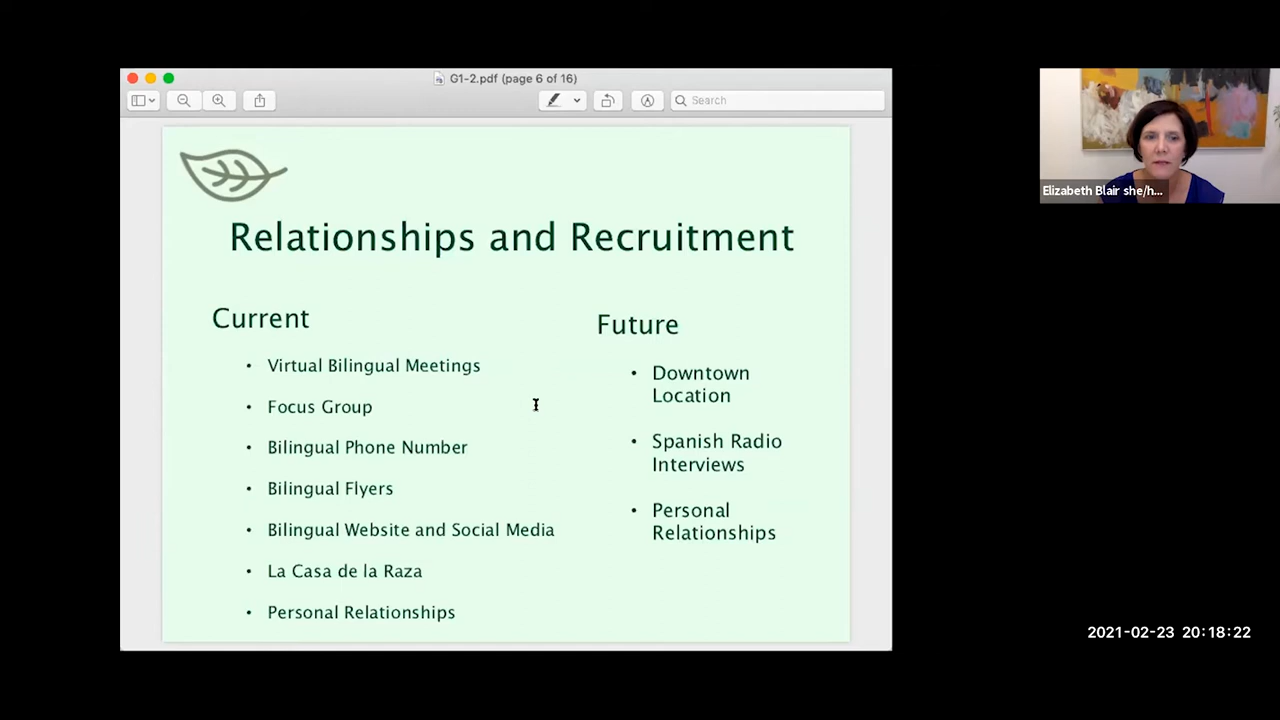 G1-2.pdf (page 6 of 16)
Search
Relationships and Recruitment
Current
• Virtual Bilingual Meetings
• Focus Group
• Bilingual Phone Number
• Bilingual Flyers
• Bilingual Website and Social Media
• La Casa de la Raza
• Personal Relationships
Future
• Downtown
Location
• Spanish Radio
Interviews
• Personal
Relationships
Elizabeth Blair she/h...
2021-02-23 20:18:22